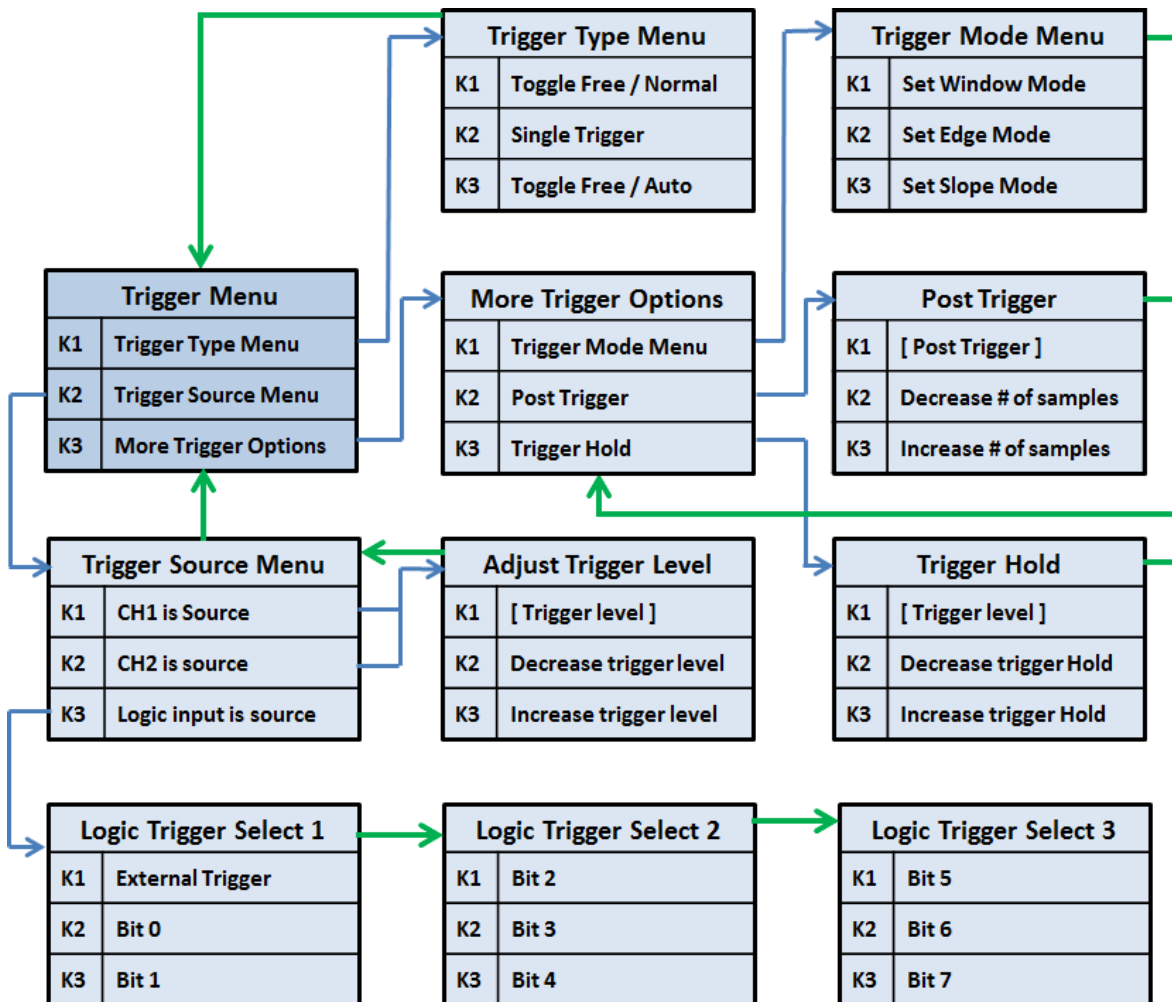 Trigger Type Menu
K1 Toggle Free / Normal
K2 Single Trigger
K3 Toggle Free / Auto
Trigger Mode Menu
K1 Set Window Mode
K2 Set Edge Mode
K3 Set Slope Mode
Trigger Menu
K1 Trigger Type Menu
K2 Trigger Source Menu
K3 More Trigger Options
More Trigger Options
K1 Trigger Mode Menu
K2 Post Trigger
K3 Trigger Hold
Post Trigger
K1 [ Post Trigger ]
K2 Decrease # of samples
K3 Increase # of samples
Trigger Source Menu
K1 CH1 is Source
K2 CH2 is source
K3 Logic input is source
Adjust Trigger Level
K1 [ Trigger level ]
K2 Decrease trigger level
K3 Increase trigger level
Trigger Hold
K1 [ Trigger level ]
K2 Decrease trigger Hold
K3 Increase trigger Hold
Logic Trigger Select 1
K1 External Trigger
K2 Bit 0
K3 Bit 1
Logic Trigger Select 2
K1 Bit 2
K2 Bit 3
K3 Bit 4
Logic Trigger Select 3
K1 Bit 5
K2 Bit 6
K3 Bit 7